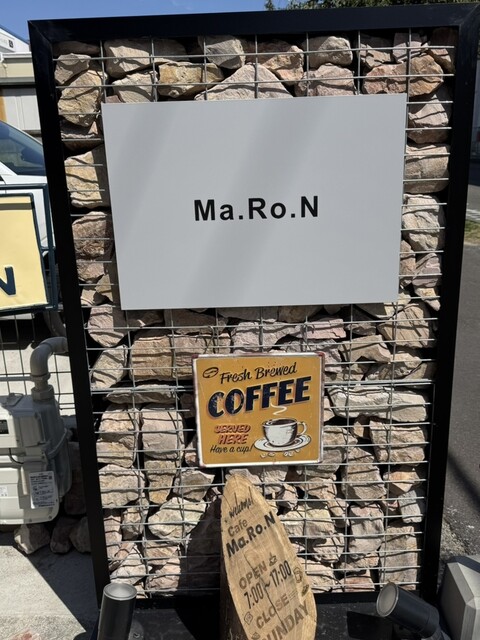 Ma.Ro.N
N
Fresh Brewed
COFFEE
SERVED
HERE
Have a cup!
Welcome!
Cafe
Ma.Ro.N
OPEN
7:00~17:00
CLOSE
SUNDAY